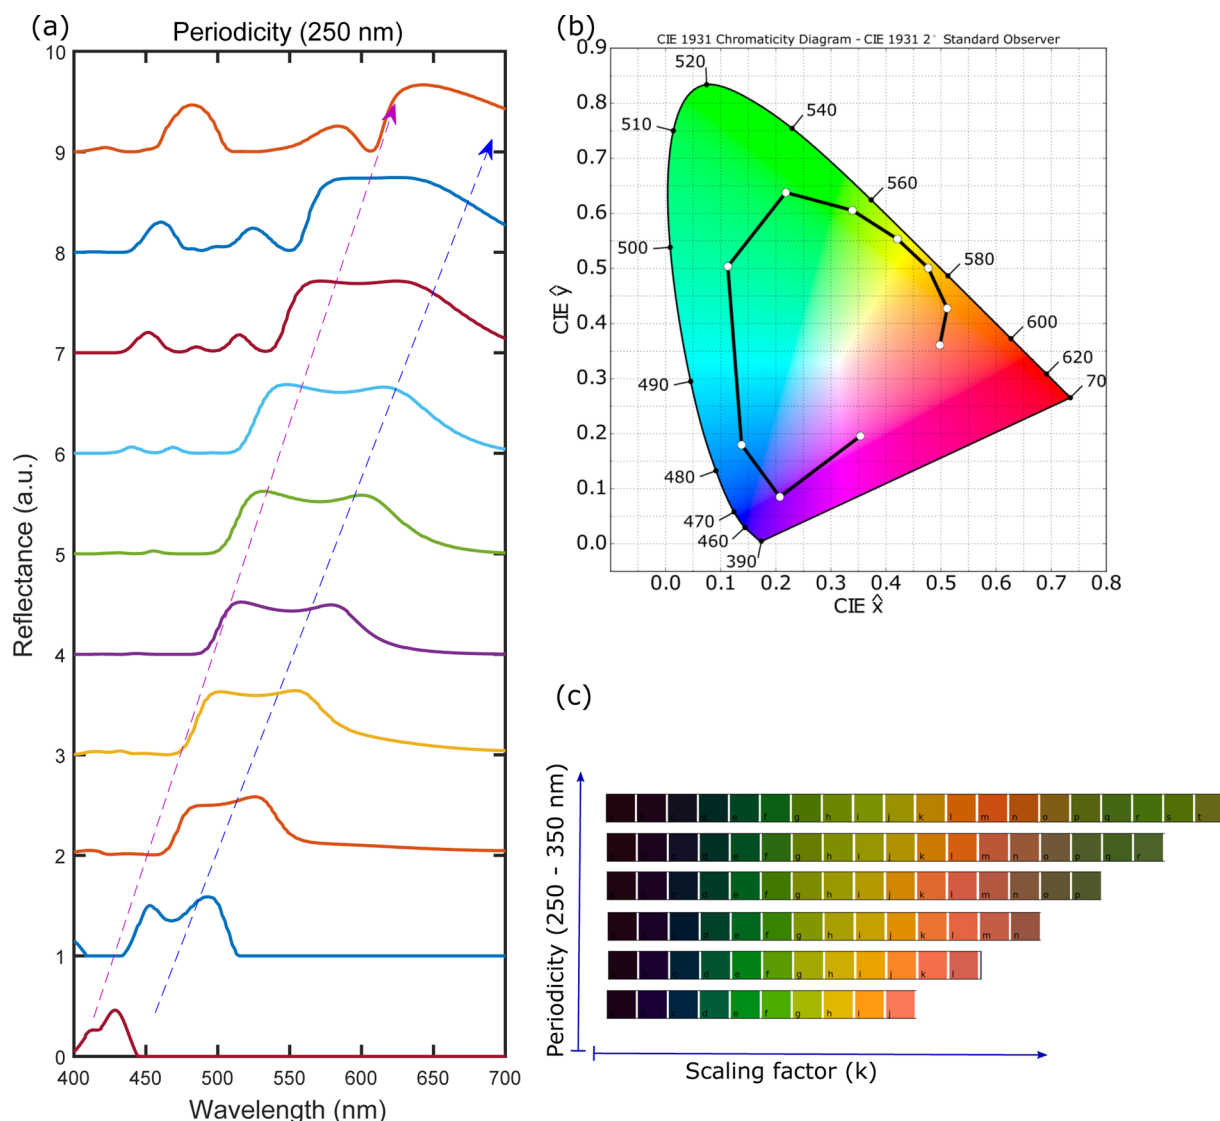 (a)
Periodicity (250 nm)
10
9
8
7
6
5
4
3
2
1
0
Reflectance (a.u.)
400 450 500 550 600 650 700
Wavelength (nm)
(b)
CIE 1931 Chromaticity Diagram - CIE 1931 2° Standard Observer
0.9
0.8
0.7
0.6
0.5
0.4
0.3
0.2
0.1
0.0
CIE ŷ
520
540
510
560
500
580
600
490
620
70
480
470
460
390
0.0 0.1 0.2 0.3 0.4 0.5 0.6 0.7 0.8
CIE x̂
(c)
Periodicity (250 - 350 nm)
d e f g h i j k l m n o p q r s t
d e f g h i j k l m n o p q r
d e f g h i j k l m n o p
d e f g h i j k l m n
d e f g h i j k l
d e f g h i j
Scaling factor (k)